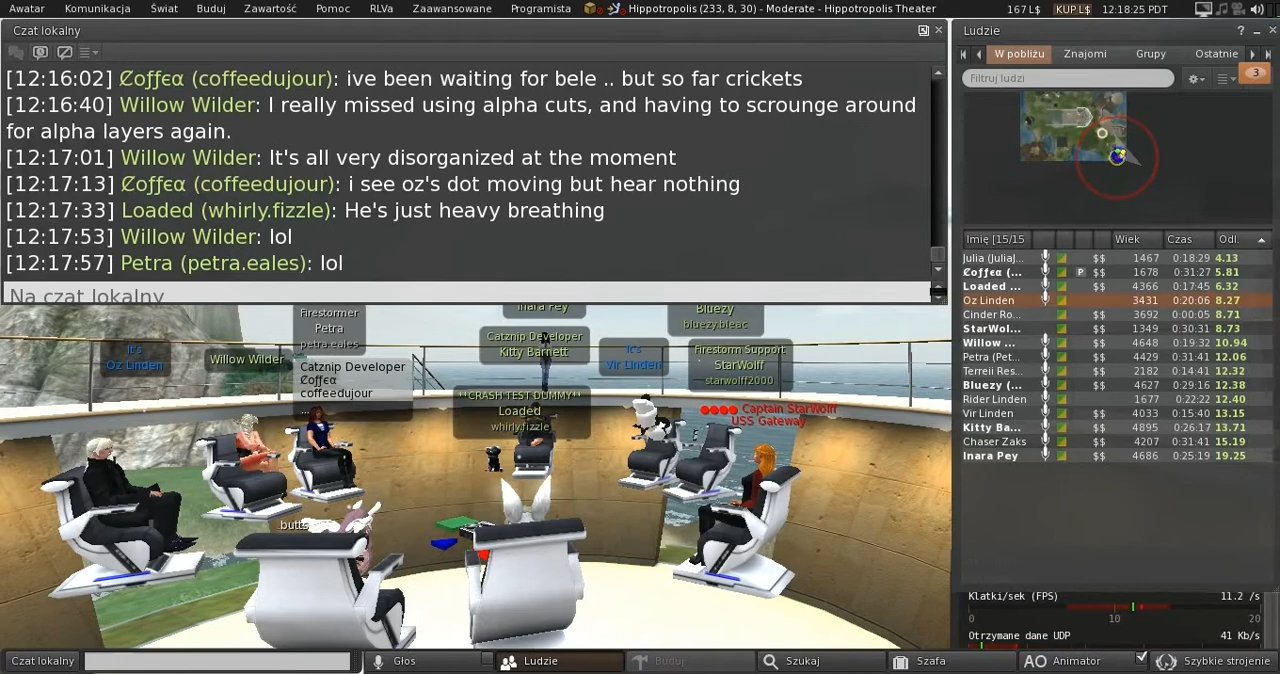 Awatar Komunikacja Świat Buduj Zawartość Pomoc RLVa Zaawansowane Programista Hippotropolis (233, 8, 30) - Moderate - Hippotropolis Theater 167 L$ KUP L$ 12:18:25 PDT
Czat lokalny
[12:16:02] Ȼoƒƒєα (coffeedujour): ive been waiting for bele .. but so far crickets
[12:16:40] Willow Wilder: I really missed using alpha cuts, and having to scrounge around
for alpha layers again.
[12:17:01] Willow Wilder: It's all very disorganized at the moment
[12:17:13] Ȼoƒƒєα (coffeedujour): i see oz's dot moving but hear nothing
[12:17:33] Loaded (whirly.fizzle): He's just heavy breathing
[12:17:53] Willow Wilder: lol
[12:17:57] Petra (petra.eales): lol
Na czat lokalny
Ludzie
W pobliżu Znajomi Grupy Ostatnie
Filtruj ludzi
3
Imię [15/15 Wiek Czas Odl.
Julia (JuliaJ... $$ 1467 0:18:29 4.13
Ȼoƒƒєα (... P $$ 1678 0:31:27 5.81
Loaded ... $$ 4366 0:17:45 6.32
Oz Linden 3431 0:20:06 8.27
Cinder Ro... $$ 3692 0:00:05 8.71
StarWol... $$ 1349 0:30:31 8.73
Willow ... $$ 4648 0:19:32 10.94
Petra (Pet... $$ 4429 0:31:41 12.06
Terreii Res... $$ 2182 0:14:41 12.32
Bluezy (... $$ 4627 0:29:16 12.38
Rider Linden 1677 0:22:22 12.40
Vir Linden $$ 4033 0:15:40 13.15
Kitty Ba... $$ 4895 0:26:17 13.71
Chaser Zaks $$ 4207 0:31:41 15.19
Inara Pey $$ 4686 0:25:19 19.25
Firestormer
Petra
petra.eales
Inara Pey
Bluezy
bluezy.bleac
It's
Oz Linden
Willow Wilder
Catznip Developer
Ȼoƒƒєα
coffeedujour
...
Catznip Developer
Kitty Barnett
It's
Vir Linden
Firestorm Support
StarWolff
starwolff2000
!!CRASH TEST DUMMY!!
Loaded
whirly.fizzle
Captain StarWolff
USS Gateway
butts
Klatki/sek (FPS) 11.2 /s
0 10 20
Otrzymane dane UDP 41 Kb/s
Czat lokalny Głos Ludzie Buduj Szukaj Szafa AO Animator Szybkie strojenie